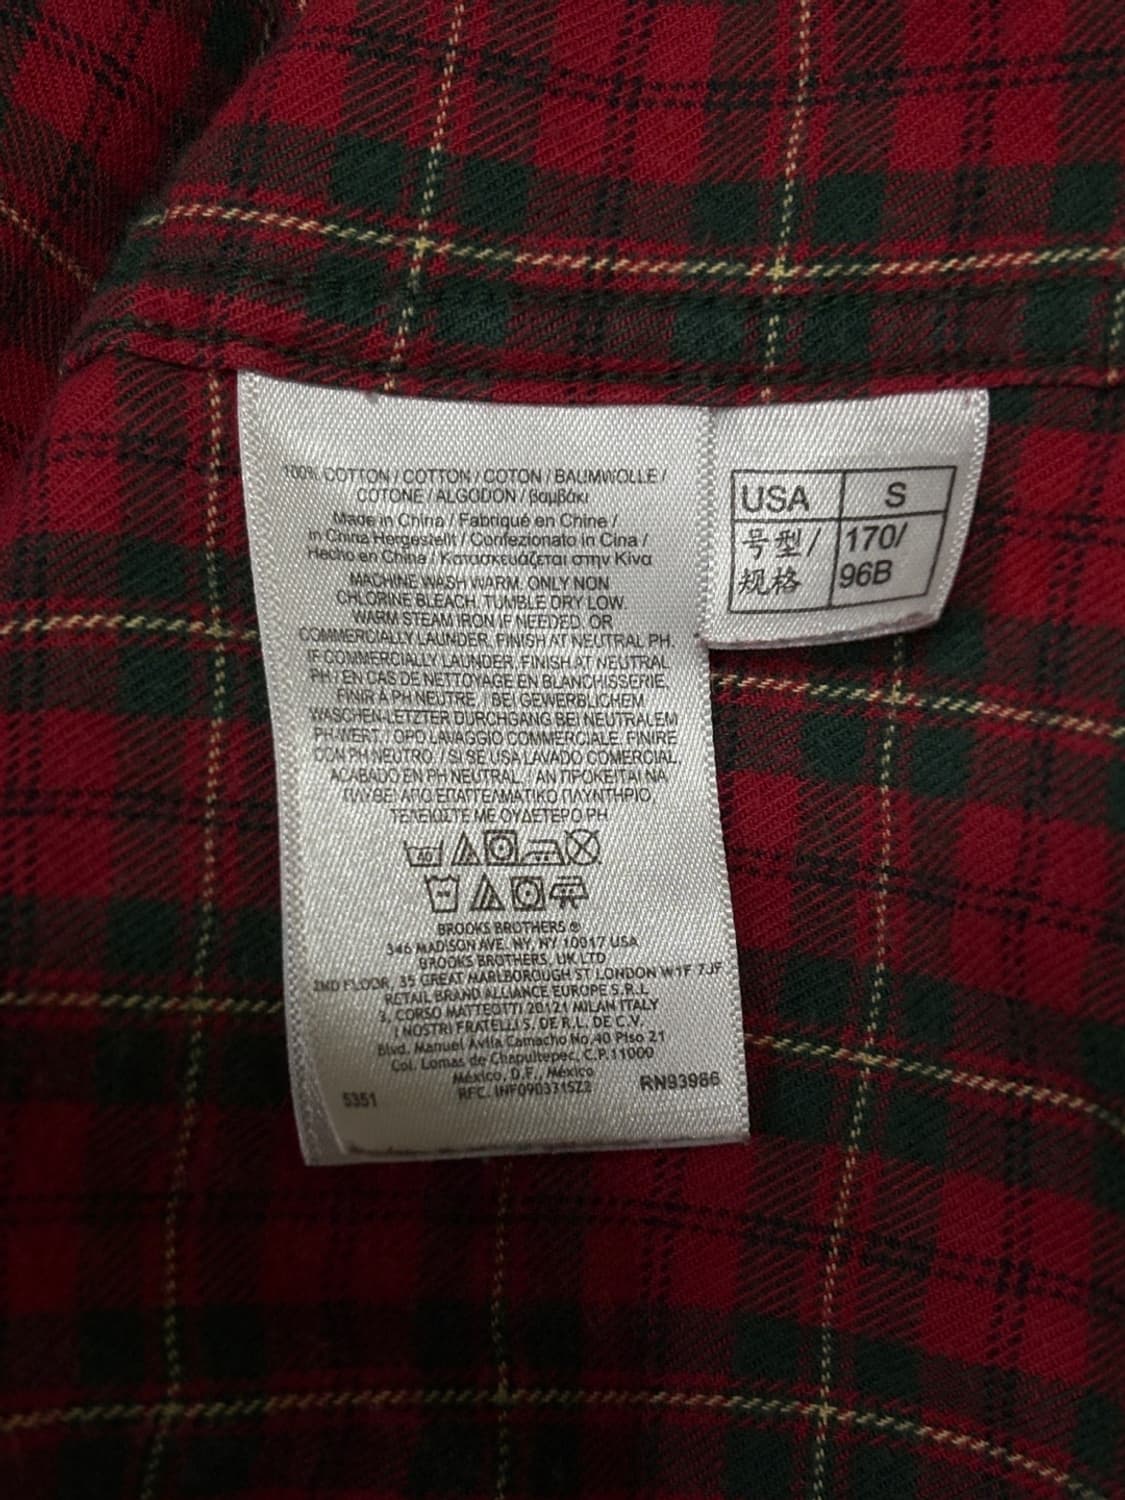 100% COTTON / COTTON / COTON / BAUMWOLLE /
COTONE / ALGODON / βαμβάκι
Made in China / Fabriqué en Chine /
in China Hergestellt / Confezionato in Cina /
Hecho en China / Κατασκευάζεται στην Κίνα
MACHINE WASH WARM. ONLY NON
CHLORINE BLEACH. TUMBLE DRY LOW.
WARM STEAM IRON IF NEEDED. OR
COMMERCIALLY LAUNDER, FINISH AT NEUTRAL PH.
IF COMMERCIALLY LAUNDER, FINISH AT NEUTRAL
PH / EN CAS DE NETTOYAGE EN BLANCHISSERIE,
FINIR À PH NEUTRE, / BEI GEWERBLICHEM
WASCHEN-LETZTER DURCHGANG BEI NEUTRALEM
PH-WERT. / OPO LAVAGGIO COMMERCIALE, FINIRE
CON PH NEUTRO. / SI SE USA LAVADO COMERCIAL,
ACABADO EN PH NEUTRAL. / ΑΝ ΠΡΟΚΕΙΤΑΙ ΝΑ
ΠΛΥΘΕΙ ΑΠΟ ΕΠΑΓΓΕΛΜΑΤΙΚΟ ΠΛΥΝΤΗΡΙΟ,
ΤΕΛΕΙΩΣΤΕ ΜΕ ΟΥΔΕΤΕΡΟ PH
40
BROOKS BROTHERS ®
346 MADISON AVE. NY, NY 10017 USA
BROOKS BROTHERS, UK LTD
2ND FLOOR, 35 GREAT MARLBOROUGH ST LONDON W1F 7JF
RETAIL BRAND ALLIANCE EUROPE S.R.L
3, CORSO MATTEOTTI 20121 MILAN ITALY
I NOSTRI FRATELLI S. DE R.L. DE C.V.
Blvd. Manuel Ávila Camacho No,40 Piso 21
Col. Lomas de Chapultepec, C.P.11000
México, D.F., México
RFC. INF0903715Z2
5351
RN93986
USA S
号型/ 170/
规格 96B